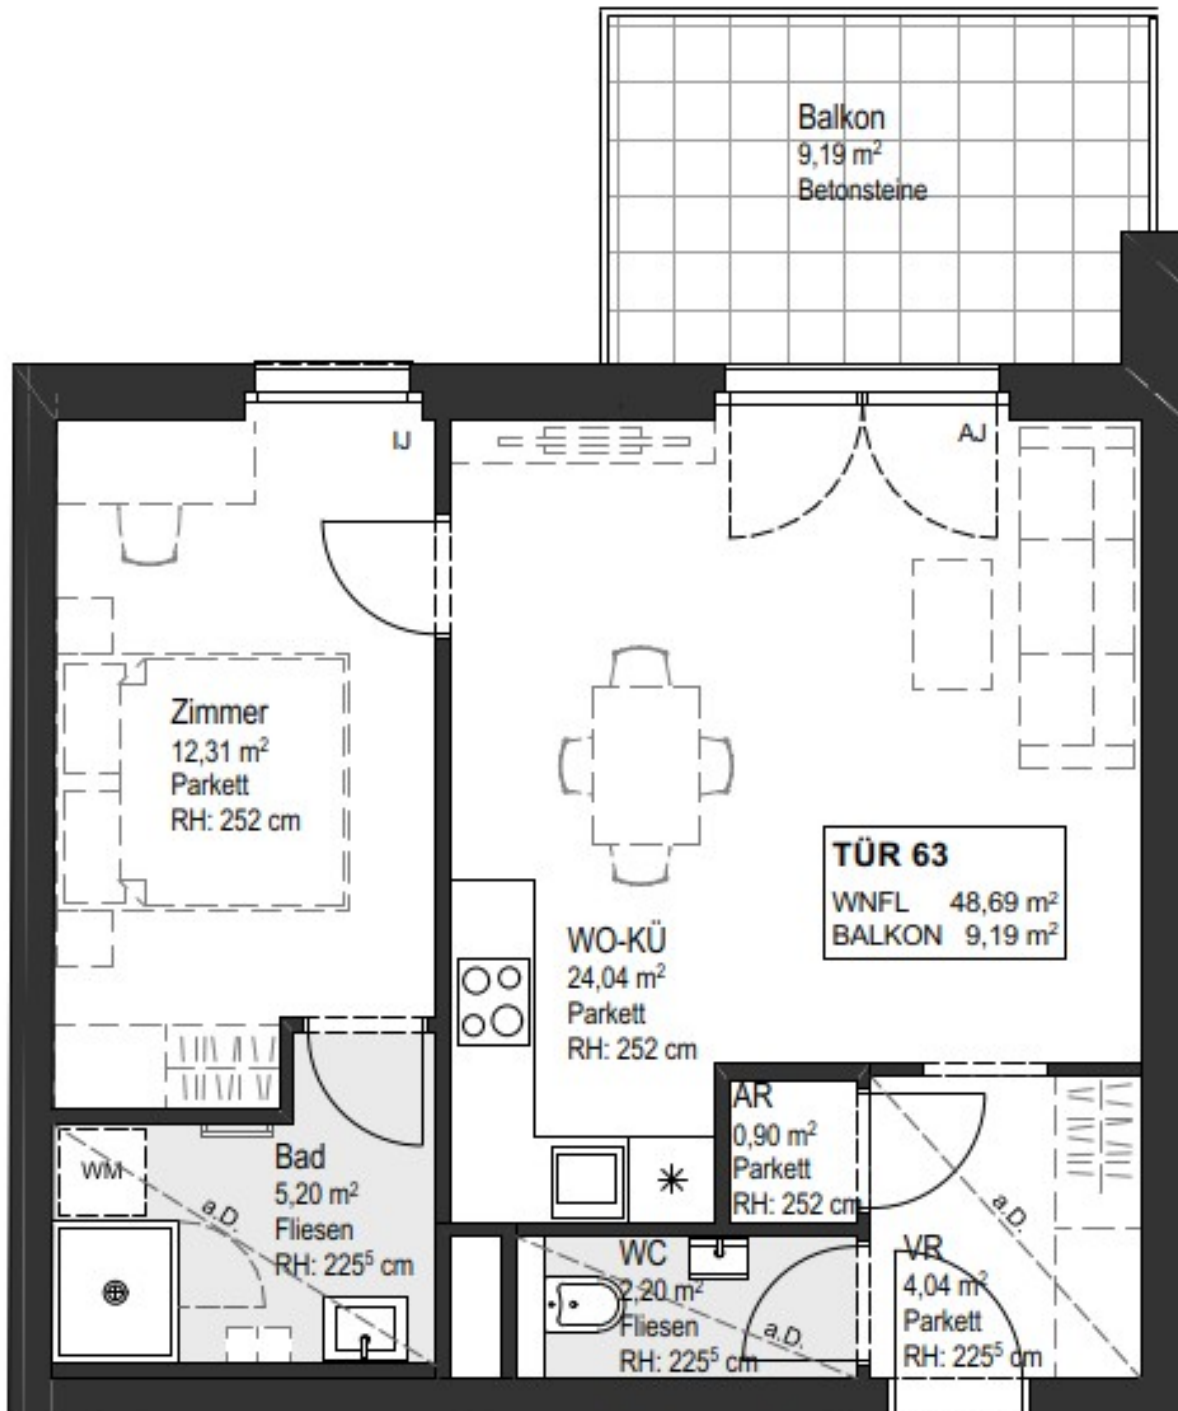 Balkon
9,19 m²
Betonsteine
IJ
AJ
Zimmer
12,31 m²
Parkett
RH: 252 cm
TÜR 63
WNFL 48,69 m²
BALKON 9,19 m²
WO-KÜ
24,04 m²
Parkett
RH: 252 cm
AR
0,90 m²
Parkett
RH: 252 cm
WM
a.D.
Bad
5,20 m²
Fliesen
RH: 225⁵ cm
WC
2,20 m²
Fliesen
RH: 225⁵ cm
a.D.
a.D.
VR
4,04 m²
Parkett
RH: 225⁵ cm